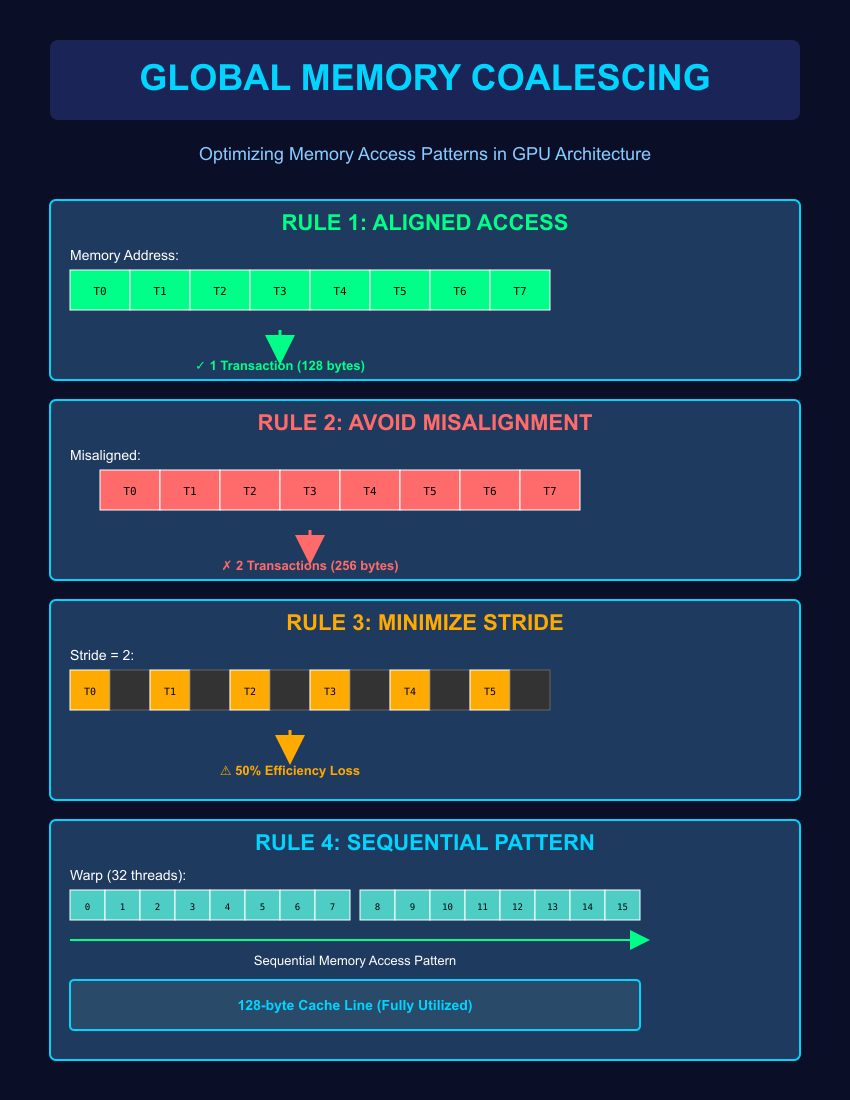 GLOBAL MEMORY COALESCING
Optimizing Memory Access Patterns in GPU Architecture
RULE 1: ALIGNED ACCESS
Memory Address:
T0 T1 T2 T3 T4 T5 T6 T7
✓ 1 Transaction (128 bytes)
RULE 2: AVOID MISALIGNMENT
Misaligned:
T0 T1 T2 T3 T4 T5 T6 T7
✗ 2 Transactions (256 bytes)
RULE 3: MINIMIZE STRIDE
Stride = 2:
T0 T1 T2 T3 T4 T5
⚠ 50% Efficiency Loss
RULE 4: SEQUENTIAL PATTERN
Warp (32 threads):
0 1 2 3 4 5 6 7 8 9 10 11 12 13 14 15
Sequential Memory Access Pattern
128-byte Cache Line (Fully Utilized)